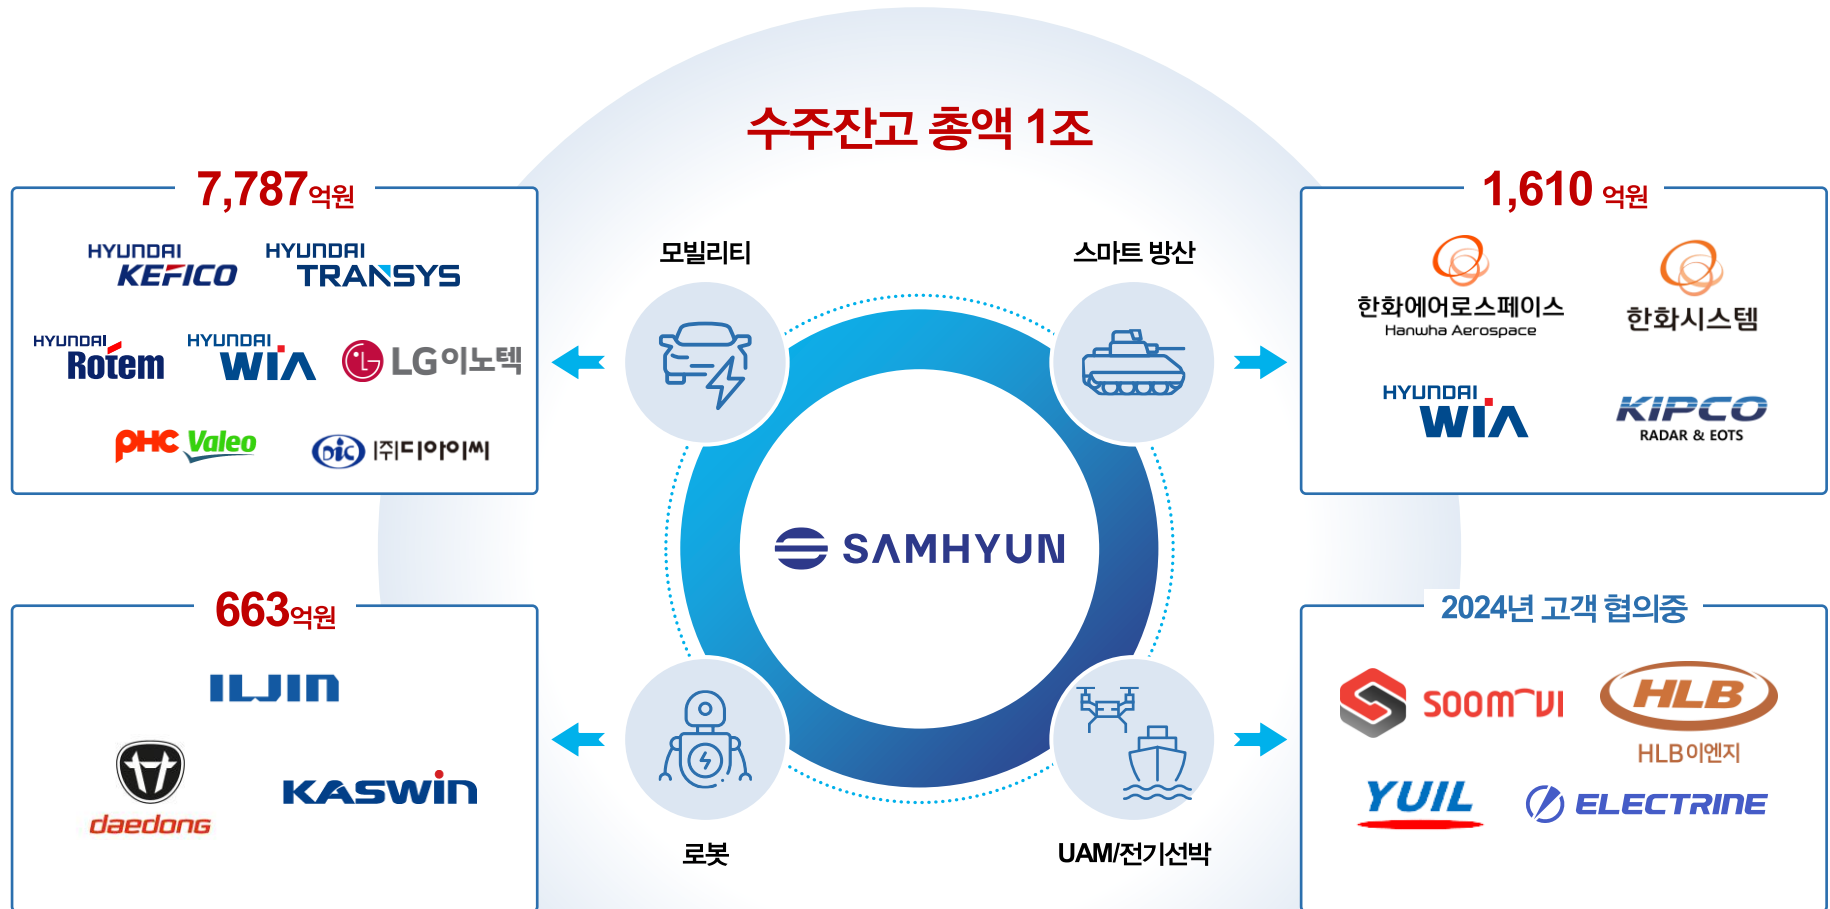 수주잔고 총액 1조
7,787억원
HYUNDAI
KEFICO
HYUNDAI
TRANSYS
HYUNDAI
Rotem
HYUNDAI
WIA
LG이노텍
PHC Valeo
DIC (주)디아이씨
모빌리티
스마트 방산
1,610 억원
한화에어로스페이스
Hanwha Aerospace
한화시스템
HYUNDAI
WIA
KIPCO
RADAR & EOTS
SAMHYUN
663억원
ILJIN
daedong
KASWIN
로봇
UAM/전기선박
2024년 고객 협의중
SOOM~VI
HLB
HLB이엔지
YUIL
ELECTRINE